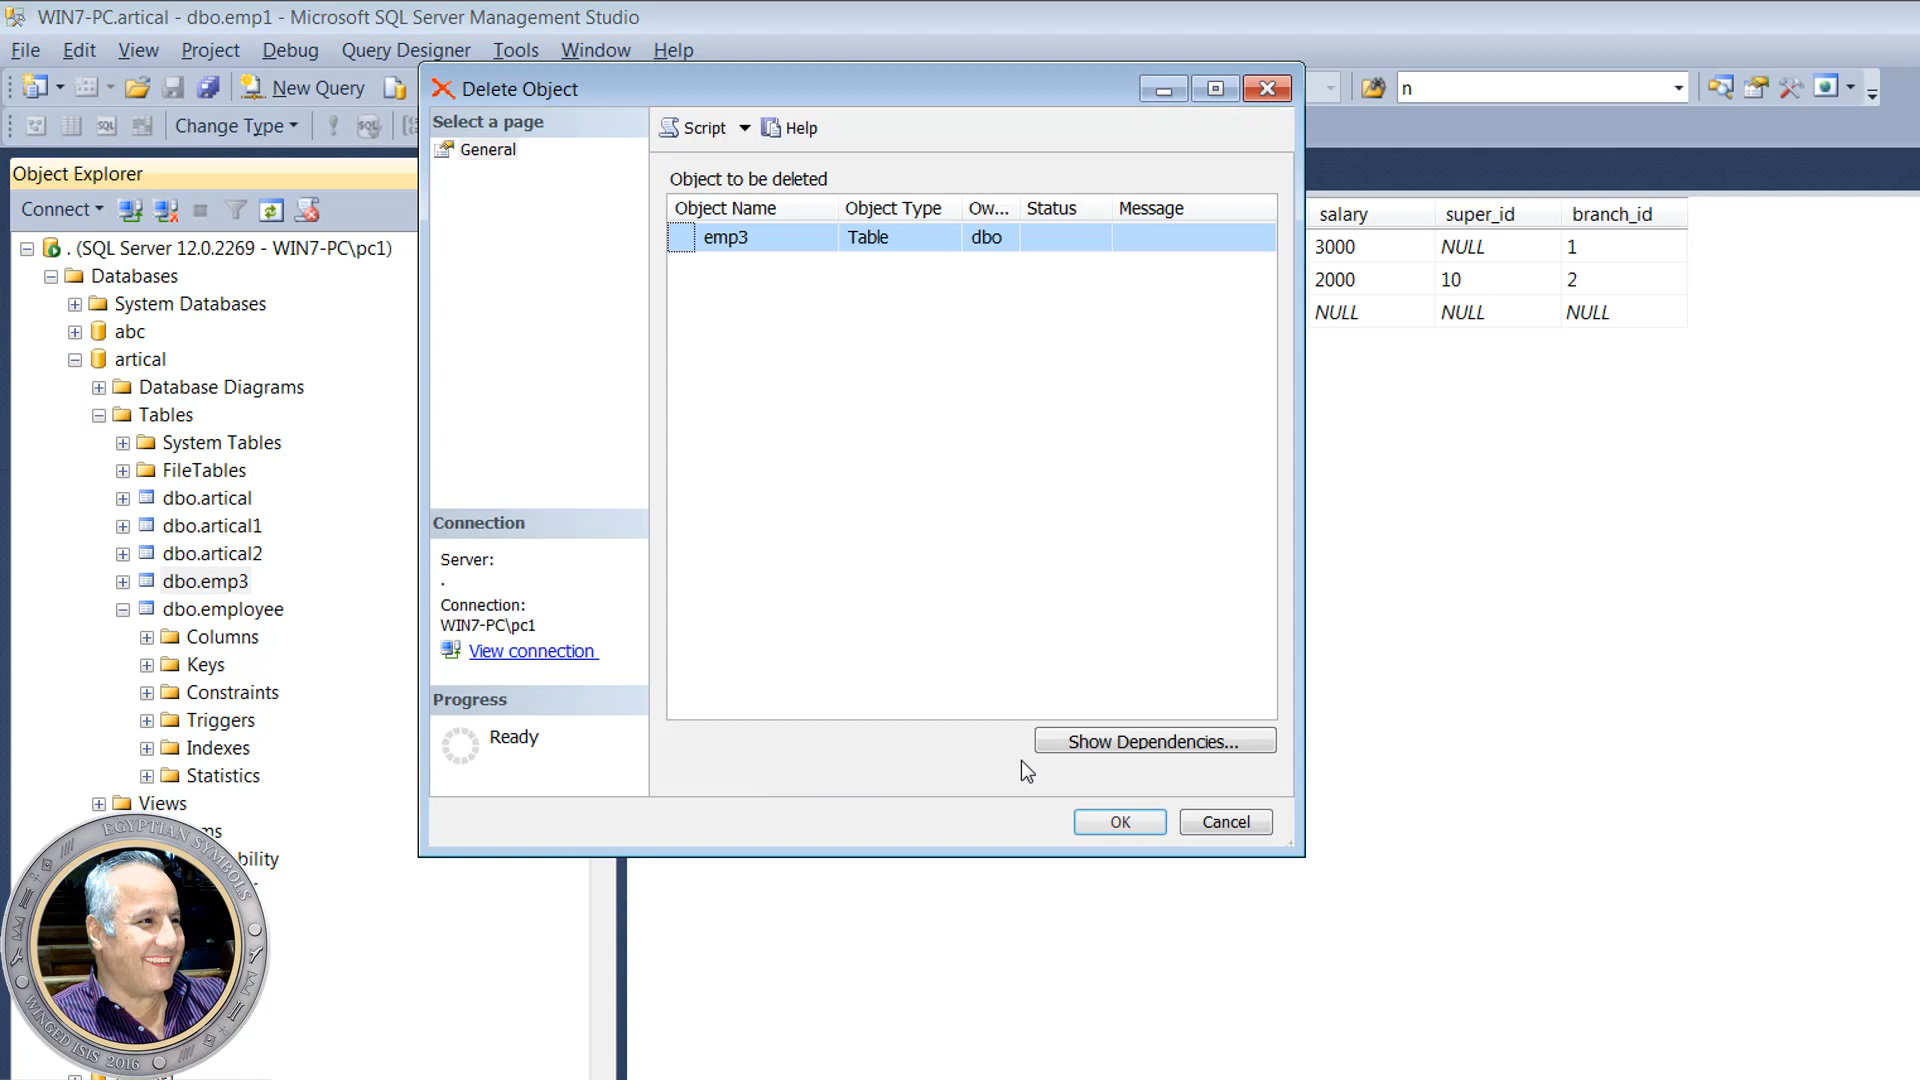 WIN7-PC.artical - dbo.emp1 - Microsoft SQL Server Management Studio
File Edit View Project Debug Query Designer Tools Window Help
New Query
n
Change Type
Delete Object
Select a page
General
Script Help
Object to be deleted
Object Name Object Type Ow... Status Message
emp3 Table dbo
Show Dependencies...
Connection
Server:
.
Connection:
WIN7-PC\pc1
View connection
Progress
Ready
OK Cancel
Object Explorer
Connect
. (SQL Server 12.0.2269 - WIN7-PC\pc1)
Databases
System Databases
abc
artical
Database Diagrams
Tables
System Tables
FileTables
dbo.artical
dbo.artical1
dbo.artical2
dbo.emp3
dbo.employee
Columns
Keys
Constraints
Triggers
Indexes
Statistics
Views
salary super_id branch_id
3000 NULL 1
2000 10 2
NULL NULL NULL
EGYPTIAN SYMBOLS
WINGED ISIS 2016